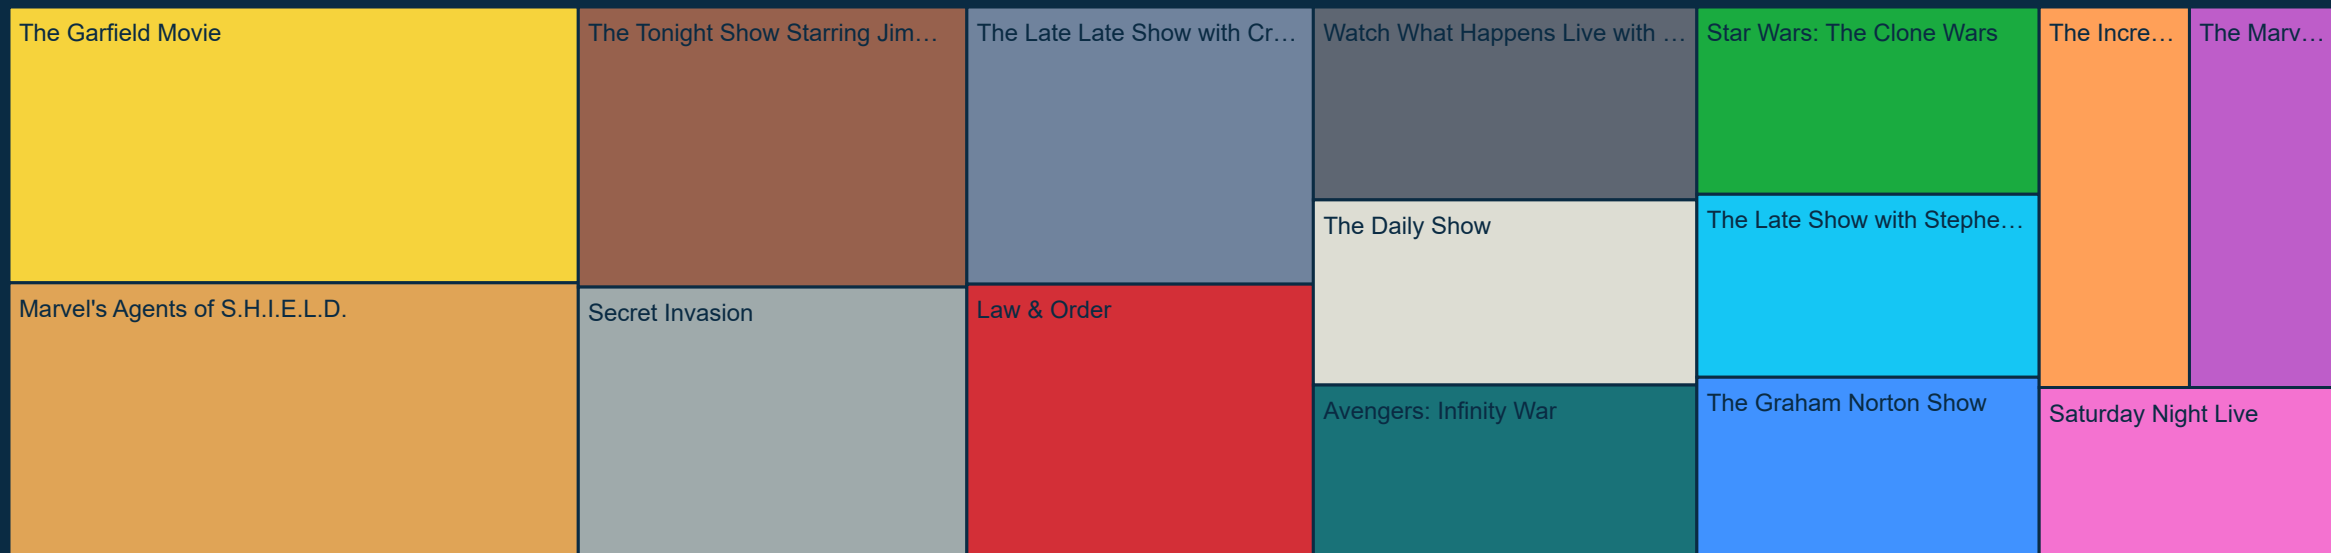 The Garfield Movie
Marvel's Agents of S.H.I.E.L.D.
The Tonight Show Starring Jim…
Secret Invasion
The Late Late Show with Cr…
Law & Order
Watch What Happens Live with …
The Daily Show
Avengers: Infinity War
Star Wars: The Clone Wars
The Late Show with Stephe…
The Graham Norton Show
The Incre…
The Marv…
Saturday Night Live